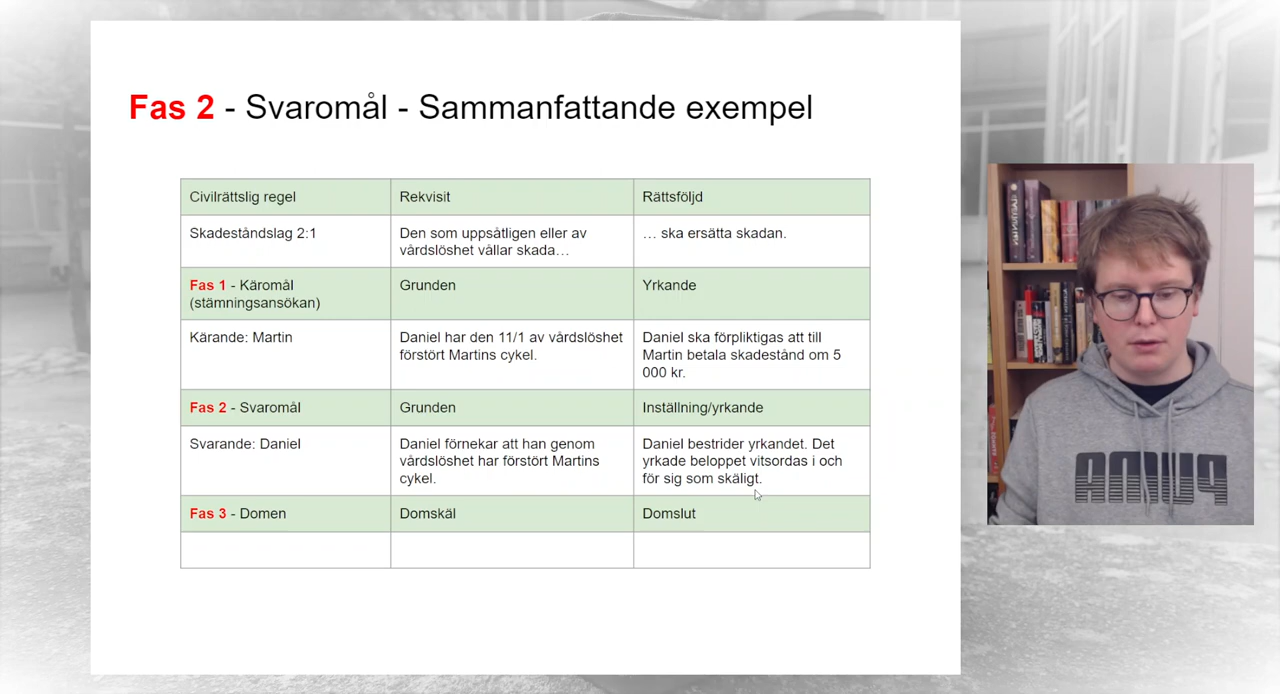 Fas 2 - Svaromål - Sammanfattande exempel
Civilrättslig regel
Rekvisit
Rättsföljd
Skadeståndslag 2:1
Den som uppsåtligen eller av
vårdslöshet vållar skada…
… ska ersätta skadan.
Fas 1 - Käromål
(stämningsansökan)
Grunden
Yrkande
Kärande: Martin
Daniel har den 11/1 av vårdslöshet
förstört Martins cykel.
Daniel ska förpliktigas att till
Martin betala skadestånd om 5
000 kr.
Fas 2 - Svaromål
Grunden
Inställning/yrkande
Svarande: Daniel
Daniel förnekar att han genom
vårdslöshet har förstört Martins
cykel.
Daniel bestrider yrkandet. Det
yrkade beloppet vitsordas i och
för sig som skäligt.
Fas 3 - Domen
Domskäl
Domslut